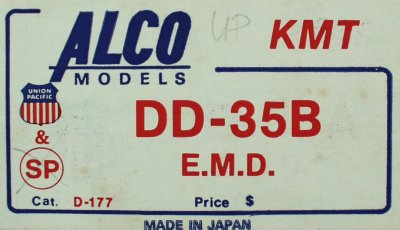 ALCO UP KMT
MODELS
UNION
PACIFIC
DD-35B
&
SP
E.M.D.
Cat. D-177 Price $
MADE IN JAPAN